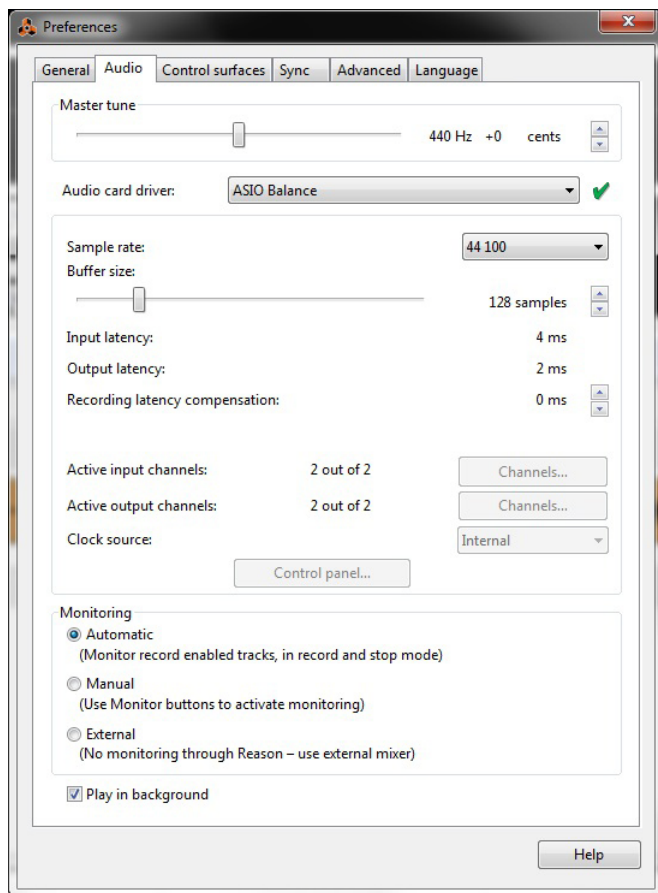 Preferences
General Audio Control surfaces Sync Advanced Language
Master tune
440 Hz +0 cents
Audio card driver: ASIO Balance
Sample rate: 44 100
Buffer size:
128 samples
Input latency: 4 ms
Output latency: 2 ms
Recording latency compensation: 0 ms
Active input channels: 2 out of 2 Channels...
Active output channels: 2 out of 2 Channels...
Clock source: Internal
Control panel...
Monitoring
Automatic
(Monitor record enabled tracks, in record and stop mode)
Manual
(Use Monitor buttons to activate monitoring)
External
(No monitoring through Reason – use external mixer)
Play in background
Help